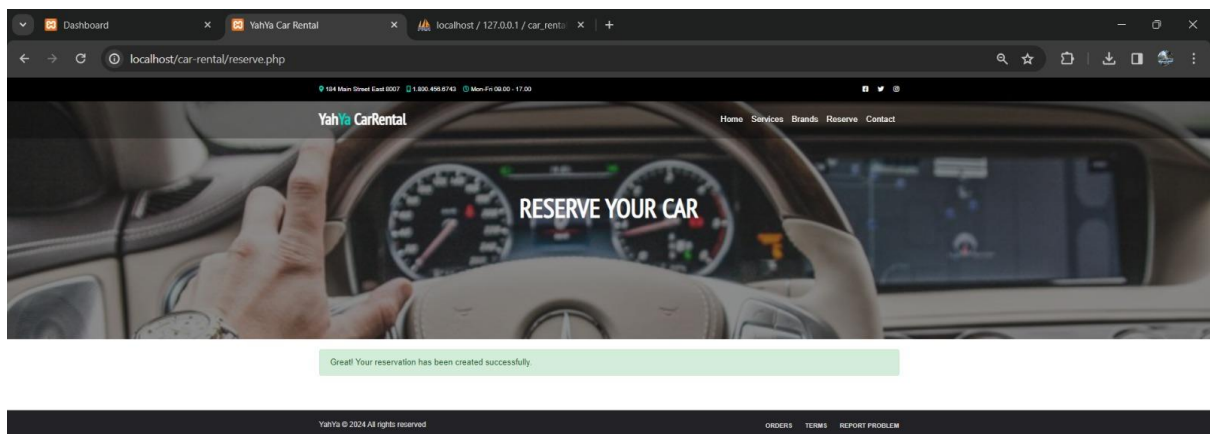 Dashboard
YahYa Car Rental
localhost / 127.0.0.1 / car_renta
localhost/car-rental/reserve.php
184 Main Street East 8007 1.800.456.6743 Mon-Fri 09.00 - 17.00
YahYa CarRental
Home Services Brands Reserve Contact
RESERVE YOUR CAR
Great! Your reservation has been created successfully.
YahYa © 2024 All rights reserved
ORDERS TERMS REPORT PROBLEM